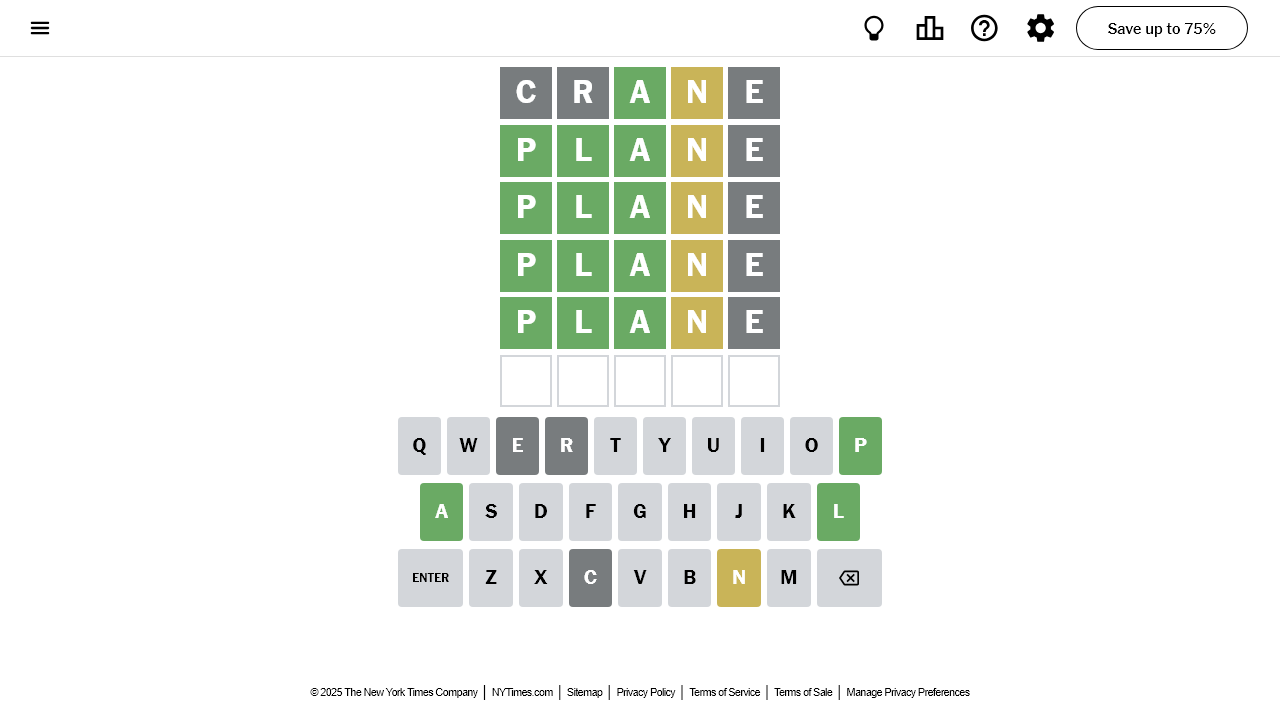 Save up to 75%
C R A N E
P L A N E
P L A N E
P L A N E
P L A N E
Q W E R T Y U I O P
A S D F G H J K L
ENTER Z X C V B N M
© 2025 The New York Times Company | NYTimes.com | Sitemap | Privacy Policy | Terms of Service | Terms of Sale | Manage Privacy Preferences